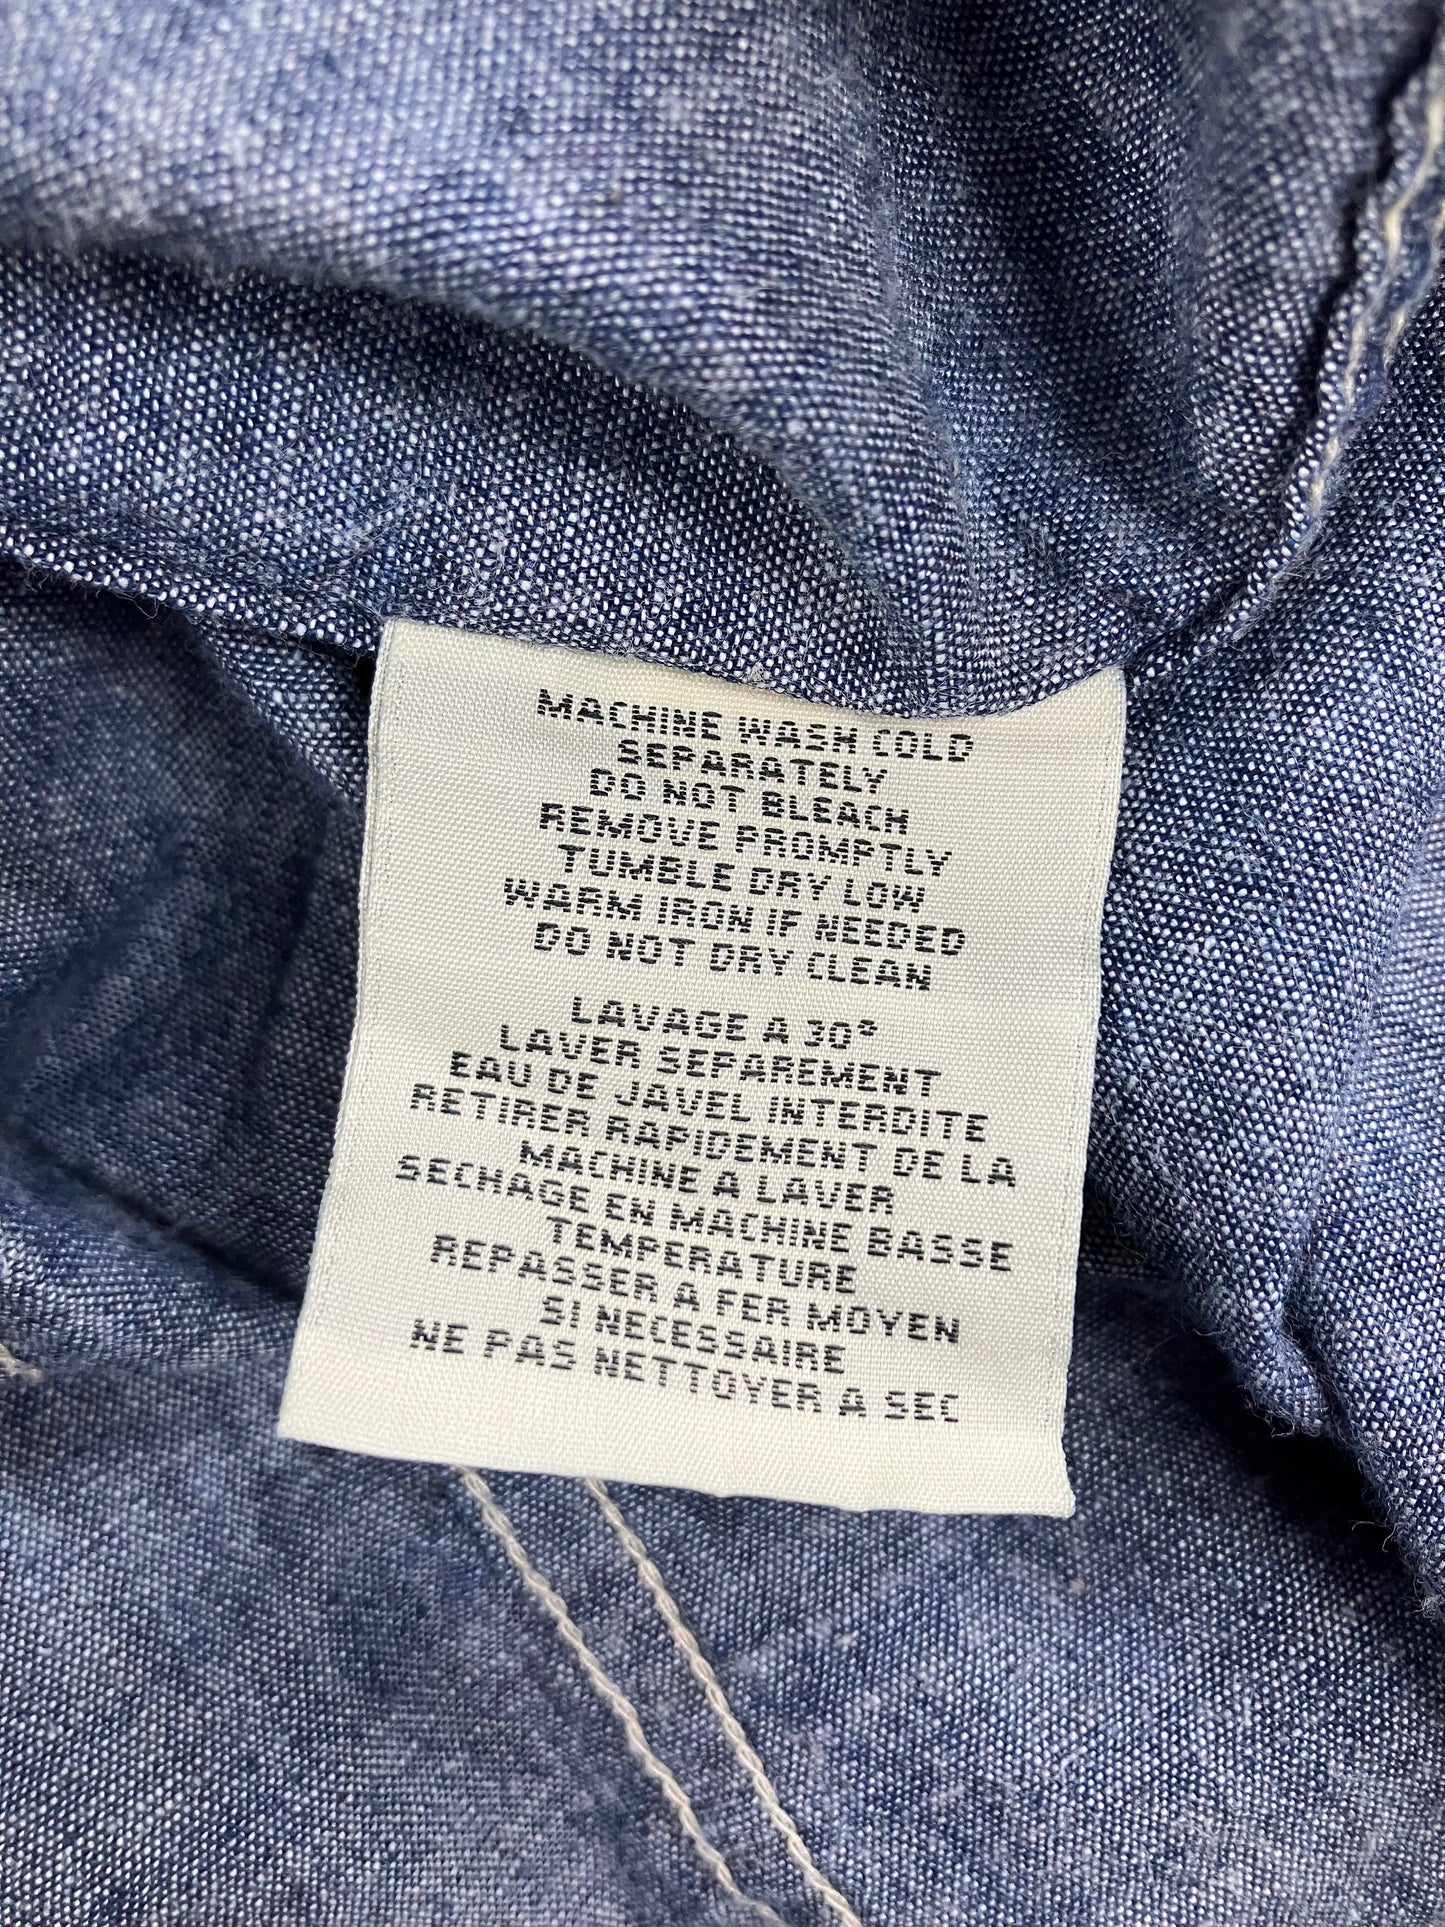 MACHINE WASH COLD
SEPARATELY
DO NOT BLEACH
REMOVE PROMPTLY
TUMBLE DRY LOW
WARM IRON IF NEEDED
DO NOT DRY CLEAN
LAVAGE A 30°
LAVER SEPAREMENT
EAU DE JAVEL INTERDITE
RETIRER RAPIDEMENT DE LA
MACHINE A LAVER
SECHAGE EN MACHINE BASSE
TEMPERATURE
REPASSER A FER MOYEN
SI NECESSAIRE
NE PAS NETTOYER A SEC